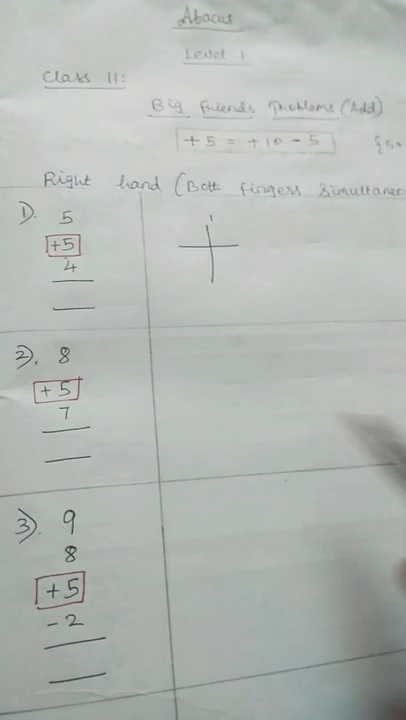 Abacus
Level 1
Class 11:
Big Friends Problems (Add)
+5 = +10 - 5
Right hand (Both fingers
1). 5
+5
4
2). 8
+5
7
3). 9
8
+5
-2